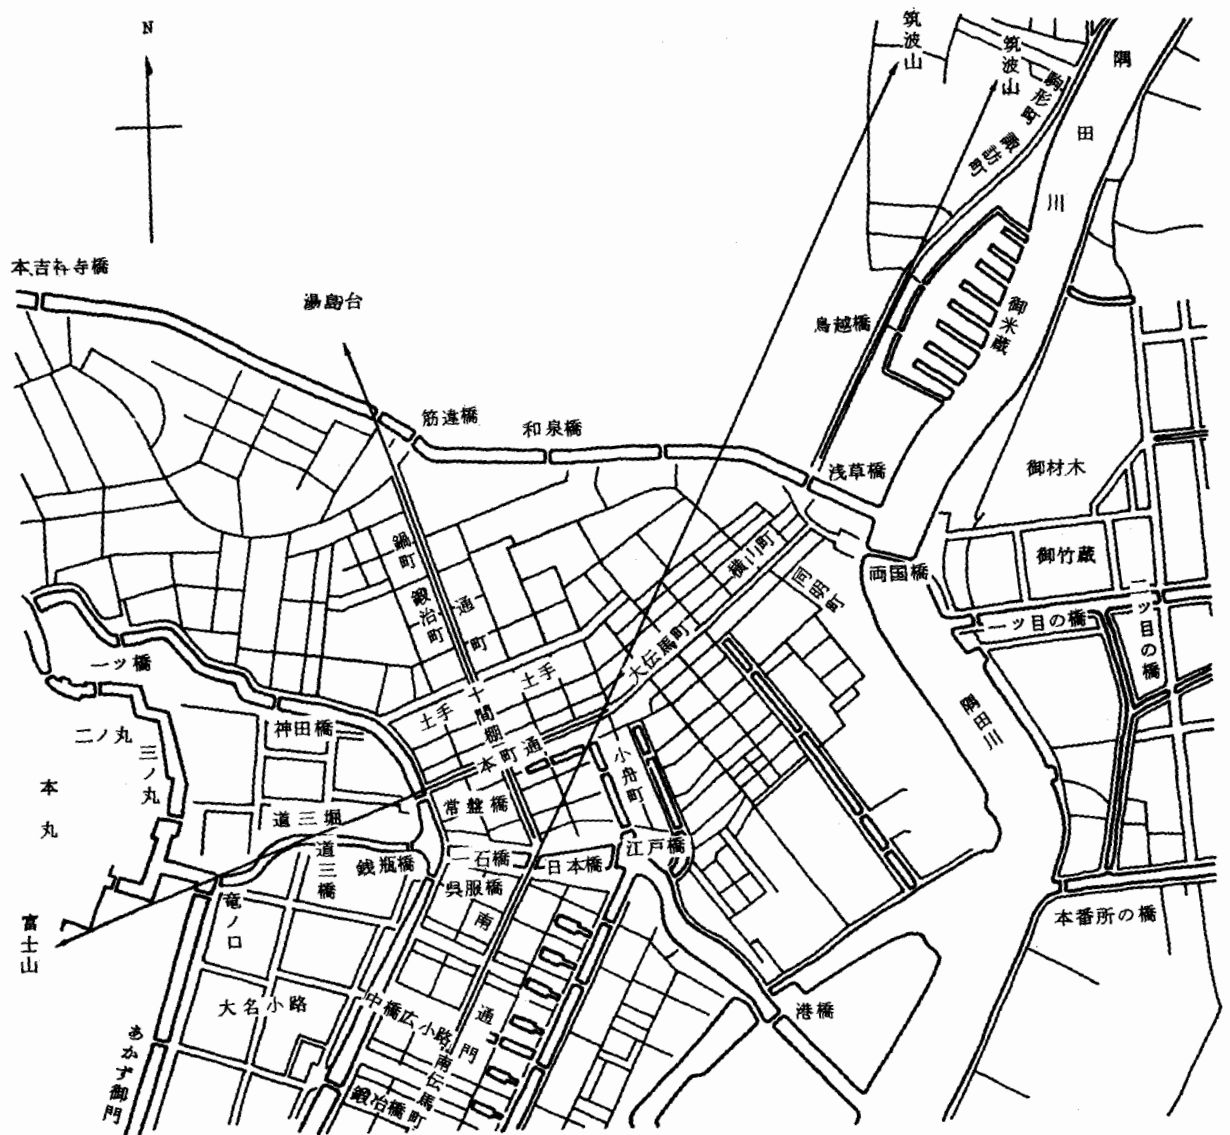 N
筑波山
筑波山
隅田川
駒形町
諏訪町
本吉祥寺橋
湯島台
鳥越橋
御米蔵
筋違橋
和泉橋
浅草橋
御材木
御竹蔵
両国橋
一ッ目の橋
二ッ目の橋
横山町
同朋町
鍋町
鍛冶町
通町
大伝馬町
土手
土手
十間棚
本町通
小舟町
隅田川
一ッ橋
神田橋
二ノ丸
三ノ丸
本丸
道三堀
道三橋
銭瓶橋
常盤橋
一石橋
日本橋
江戸橋
呉服橋
竜ノ口
富士山
南
通
門
本番所の橋
港橋
大名小路
中橋広小路
南伝馬町
鍛冶橋
あかず御門